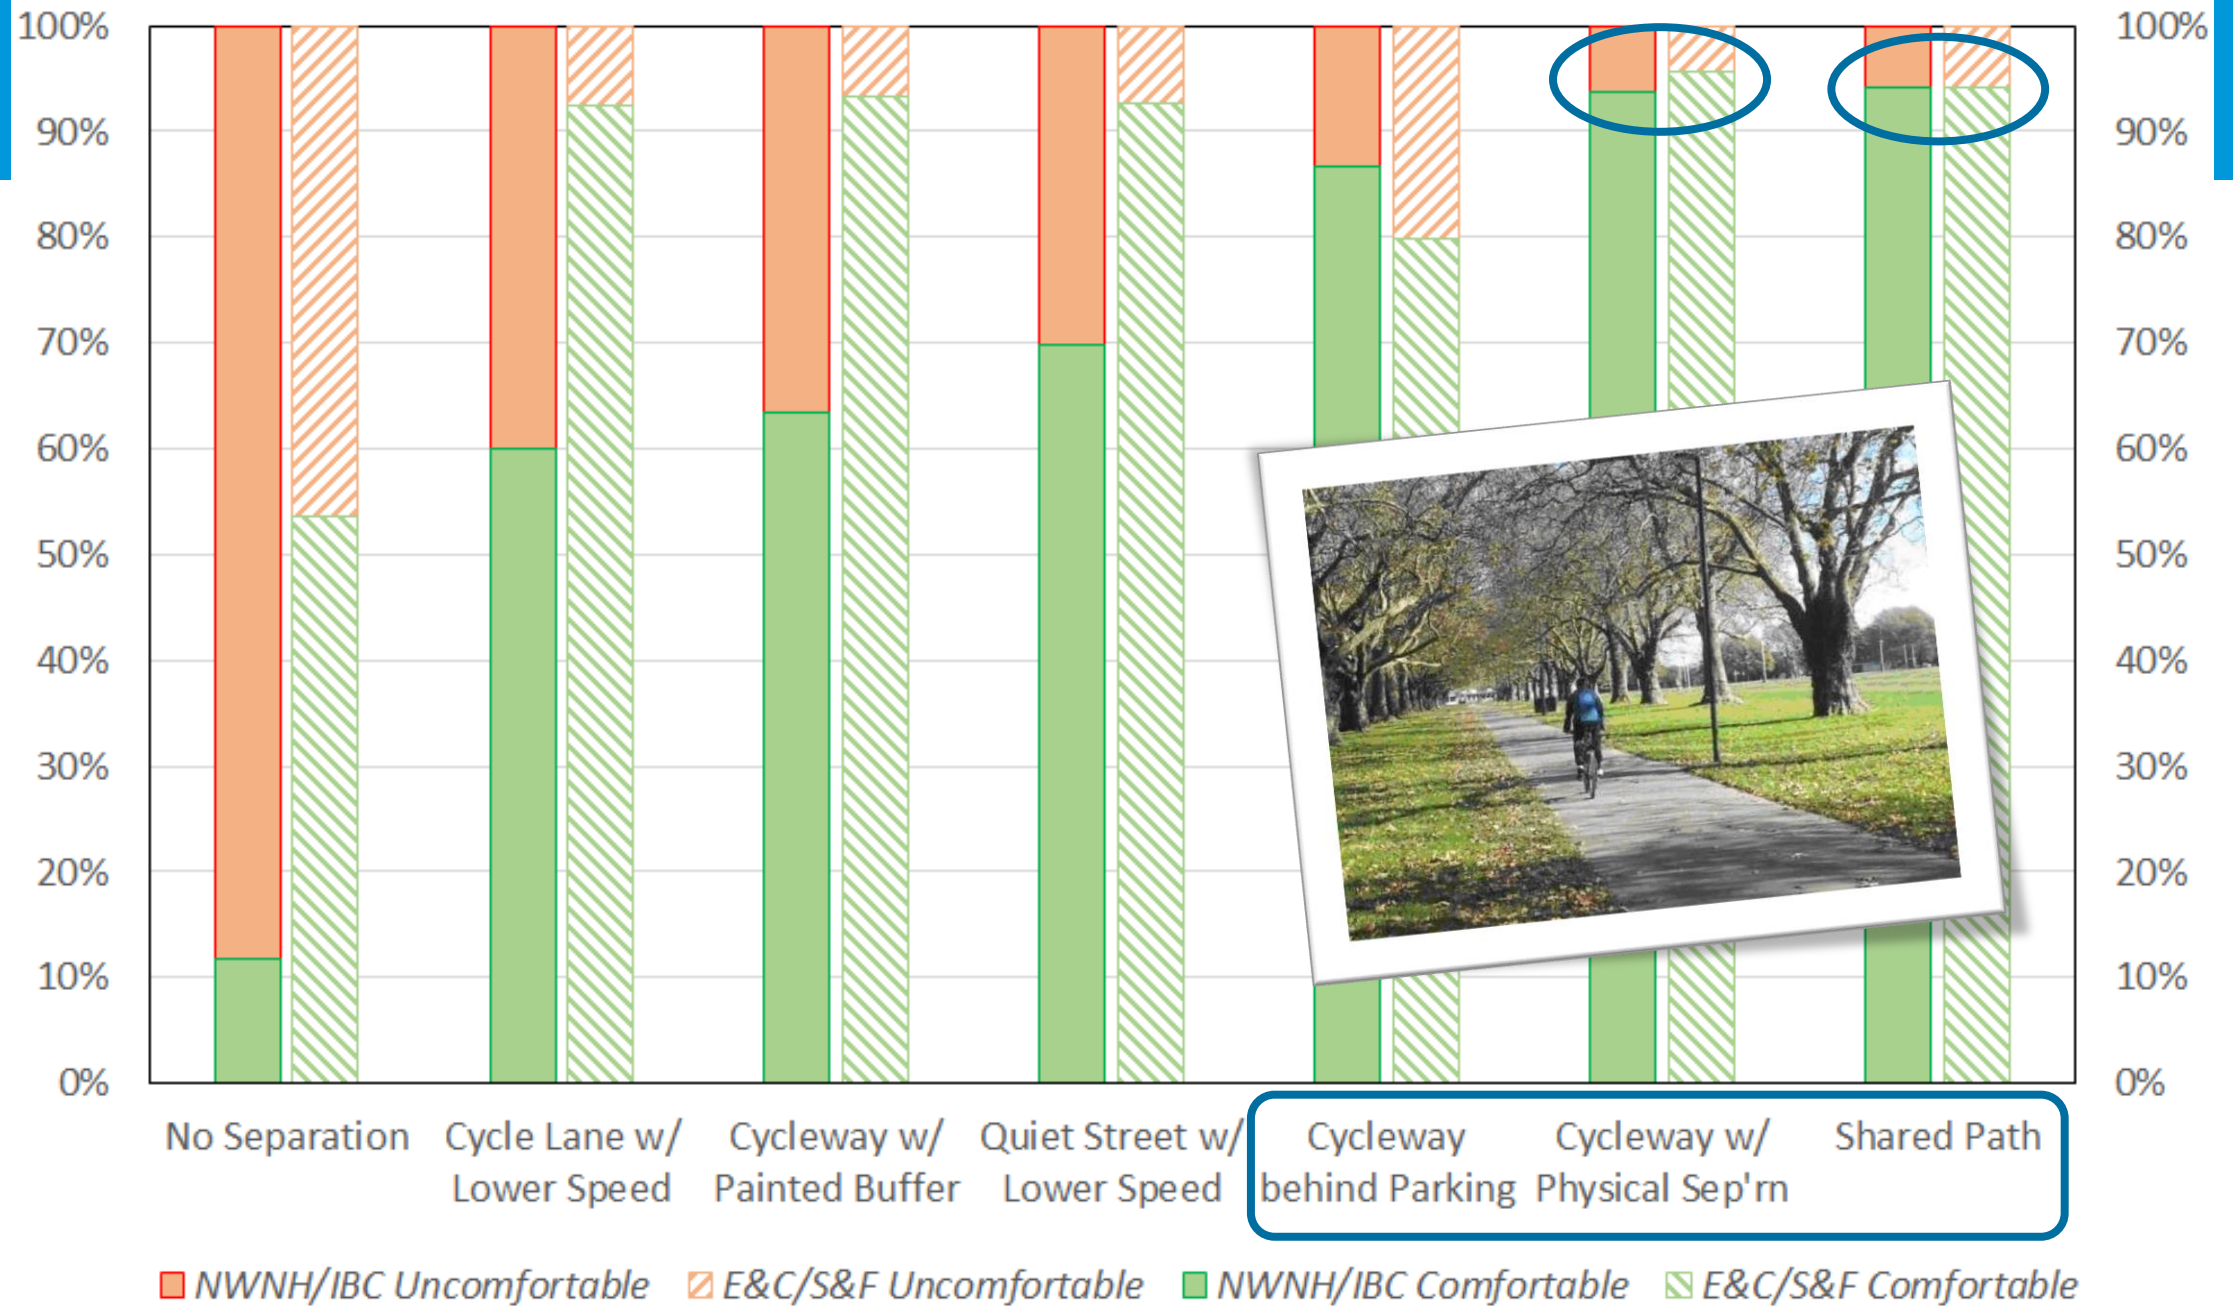 100%
90%
80%
70%
60%
50%
40%
30%
20%
10%
0%
100%
90%
80%
70%
60%
50%
40%
30%
20%
10%
0%
No Separation
Cycle Lane w/
Lower Speed
Cycleway w/
Painted Buffer
Quiet Street w/
Lower Speed
Cycleway
behind Parking
Cycleway w/
Physical Sep'rn
Shared Path
NWNH/IBC Uncomfortable
E&C/S&F Uncomfortable
NWNH/IBC Comfortable
E&C/S&F Comfortable